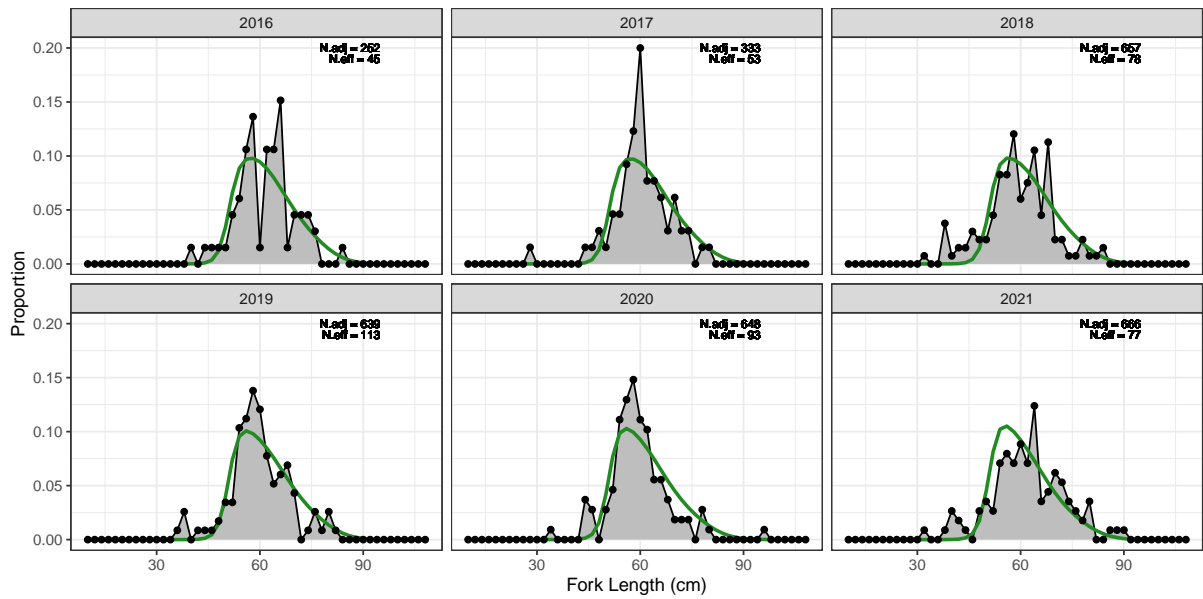 2016 2017 2018
N.adj = 252 N.adj = 333 N.adj = 657
N.eff = 45 N.eff = 53 N.eff = 78
0.20
0.15
0.10
0.05
0.00
2019 2020 2021
N.adj = 639 N.adj = 648 N.adj = 666
N.eff = 113 N.eff = 93 N.eff = 77
0.20
0.15
0.10
0.05
0.00
30 60 90 30 60 90 30 60 90
Proportion
Fork Length (cm)